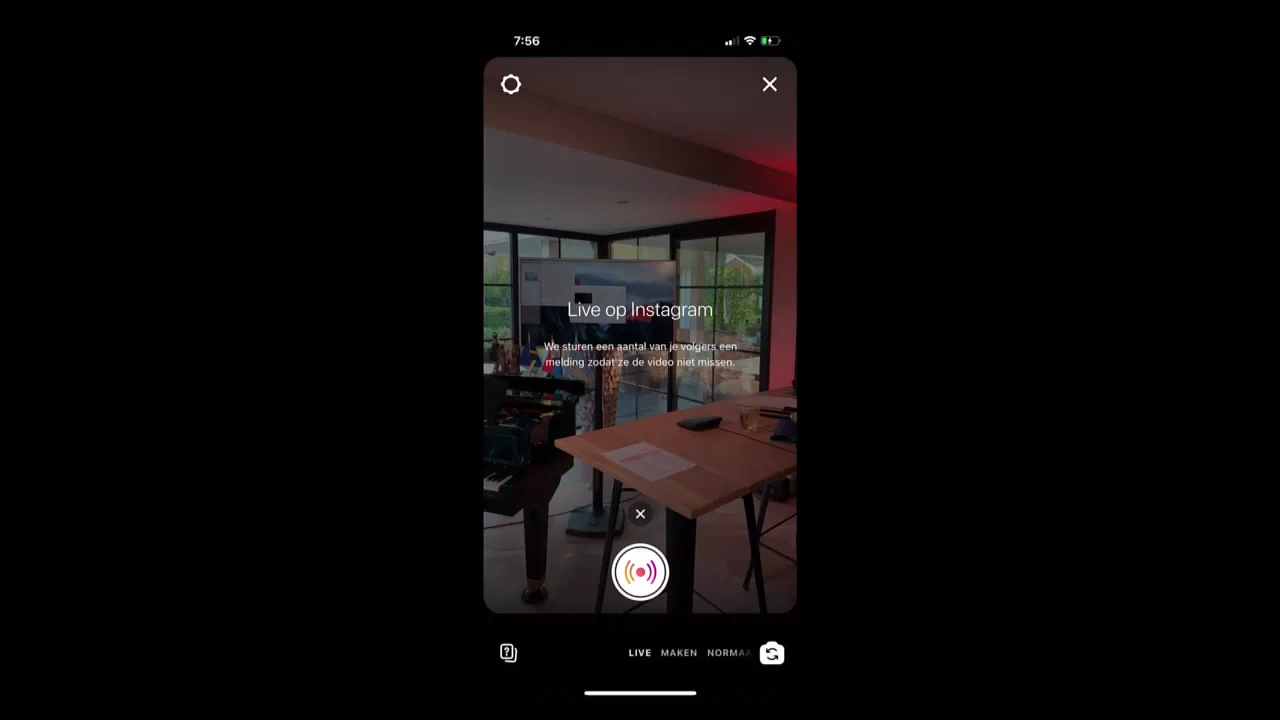 7:56
Live op Instagram
We sturen een aantal van je volgers een
melding zodat ze de video niet missen.
?
LIVE MAKEN NORMAA